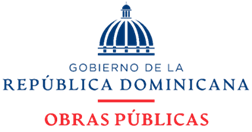 GOBIERNO DE LA
REPÚBLICA DOMINICANA
OBRAS PÚBLICAS